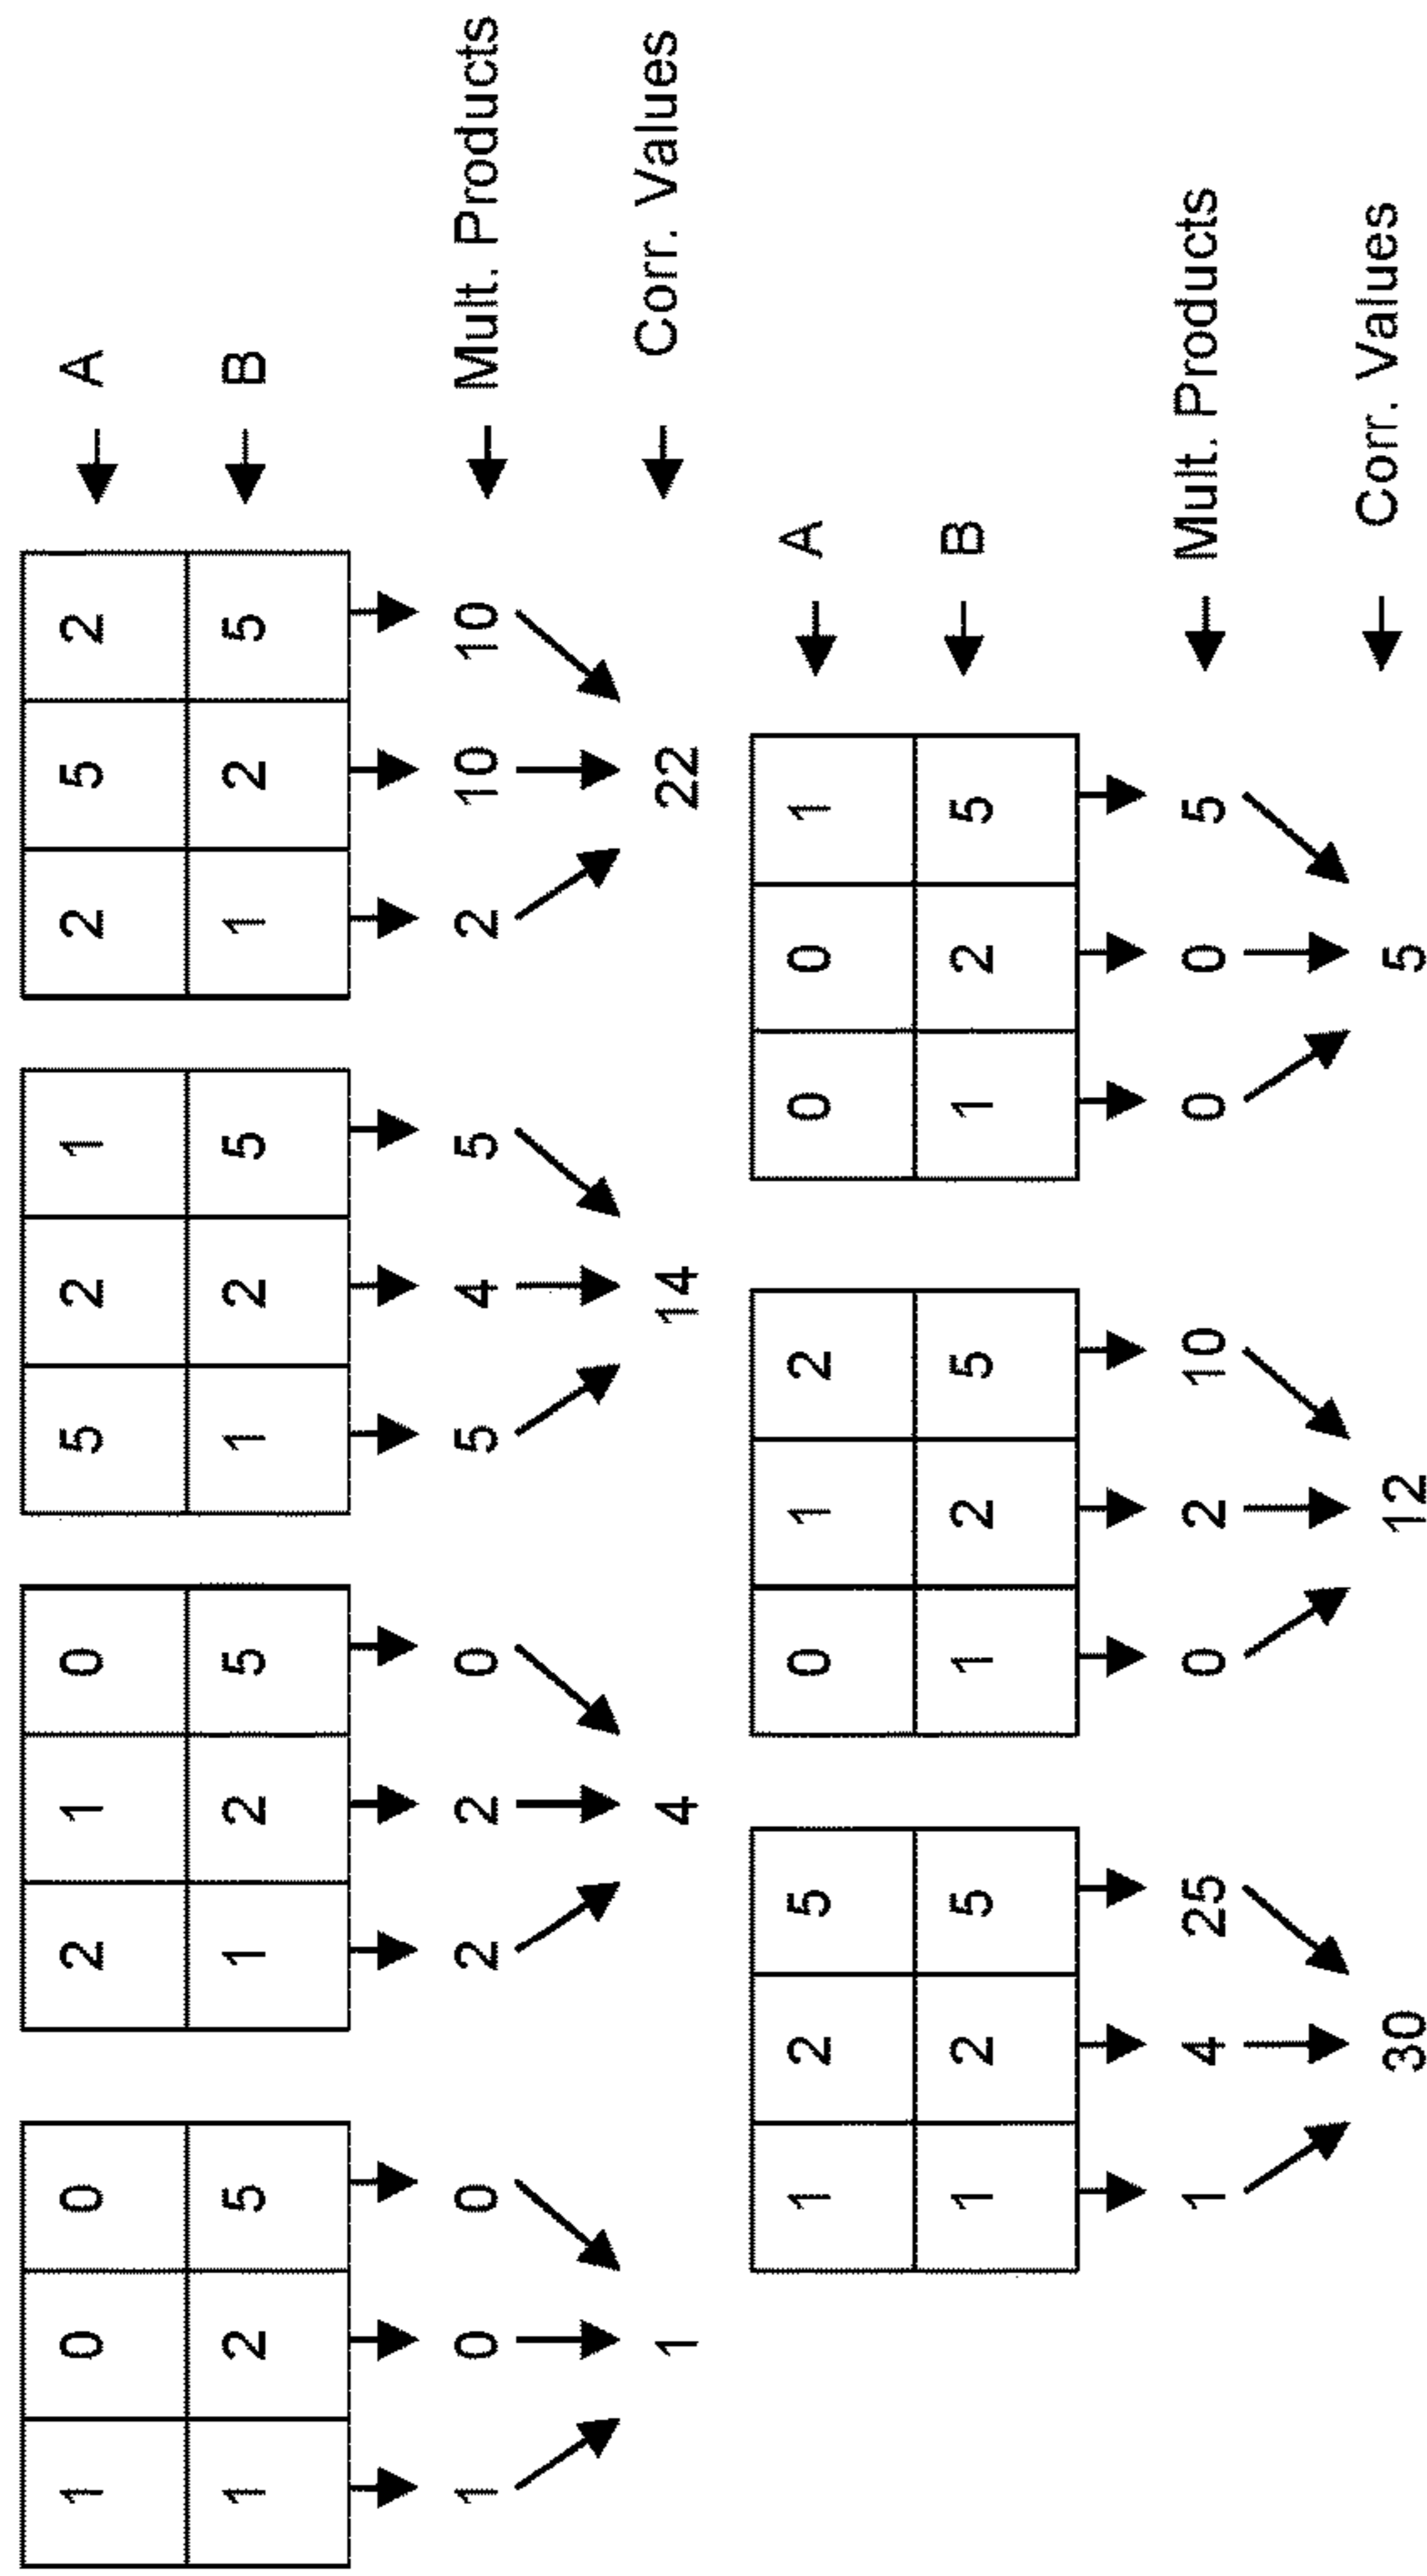 1 0 0 2 1 0 5 2 1 2 5 2 A
1 2 5 1 2 5 1 2 5 1 2 5 B
1 0 0 2 2 0 5 4 5 2 10 10 Mult. Products
1 4 14 22 Corr. Values
1 2 5 0 1 2 0 0 1 A
1 2 5 1 2 5 1 2 5 B
1 4 25 0 2 10 0 0 5 Mult. Products
30 12 5 Corr. Values